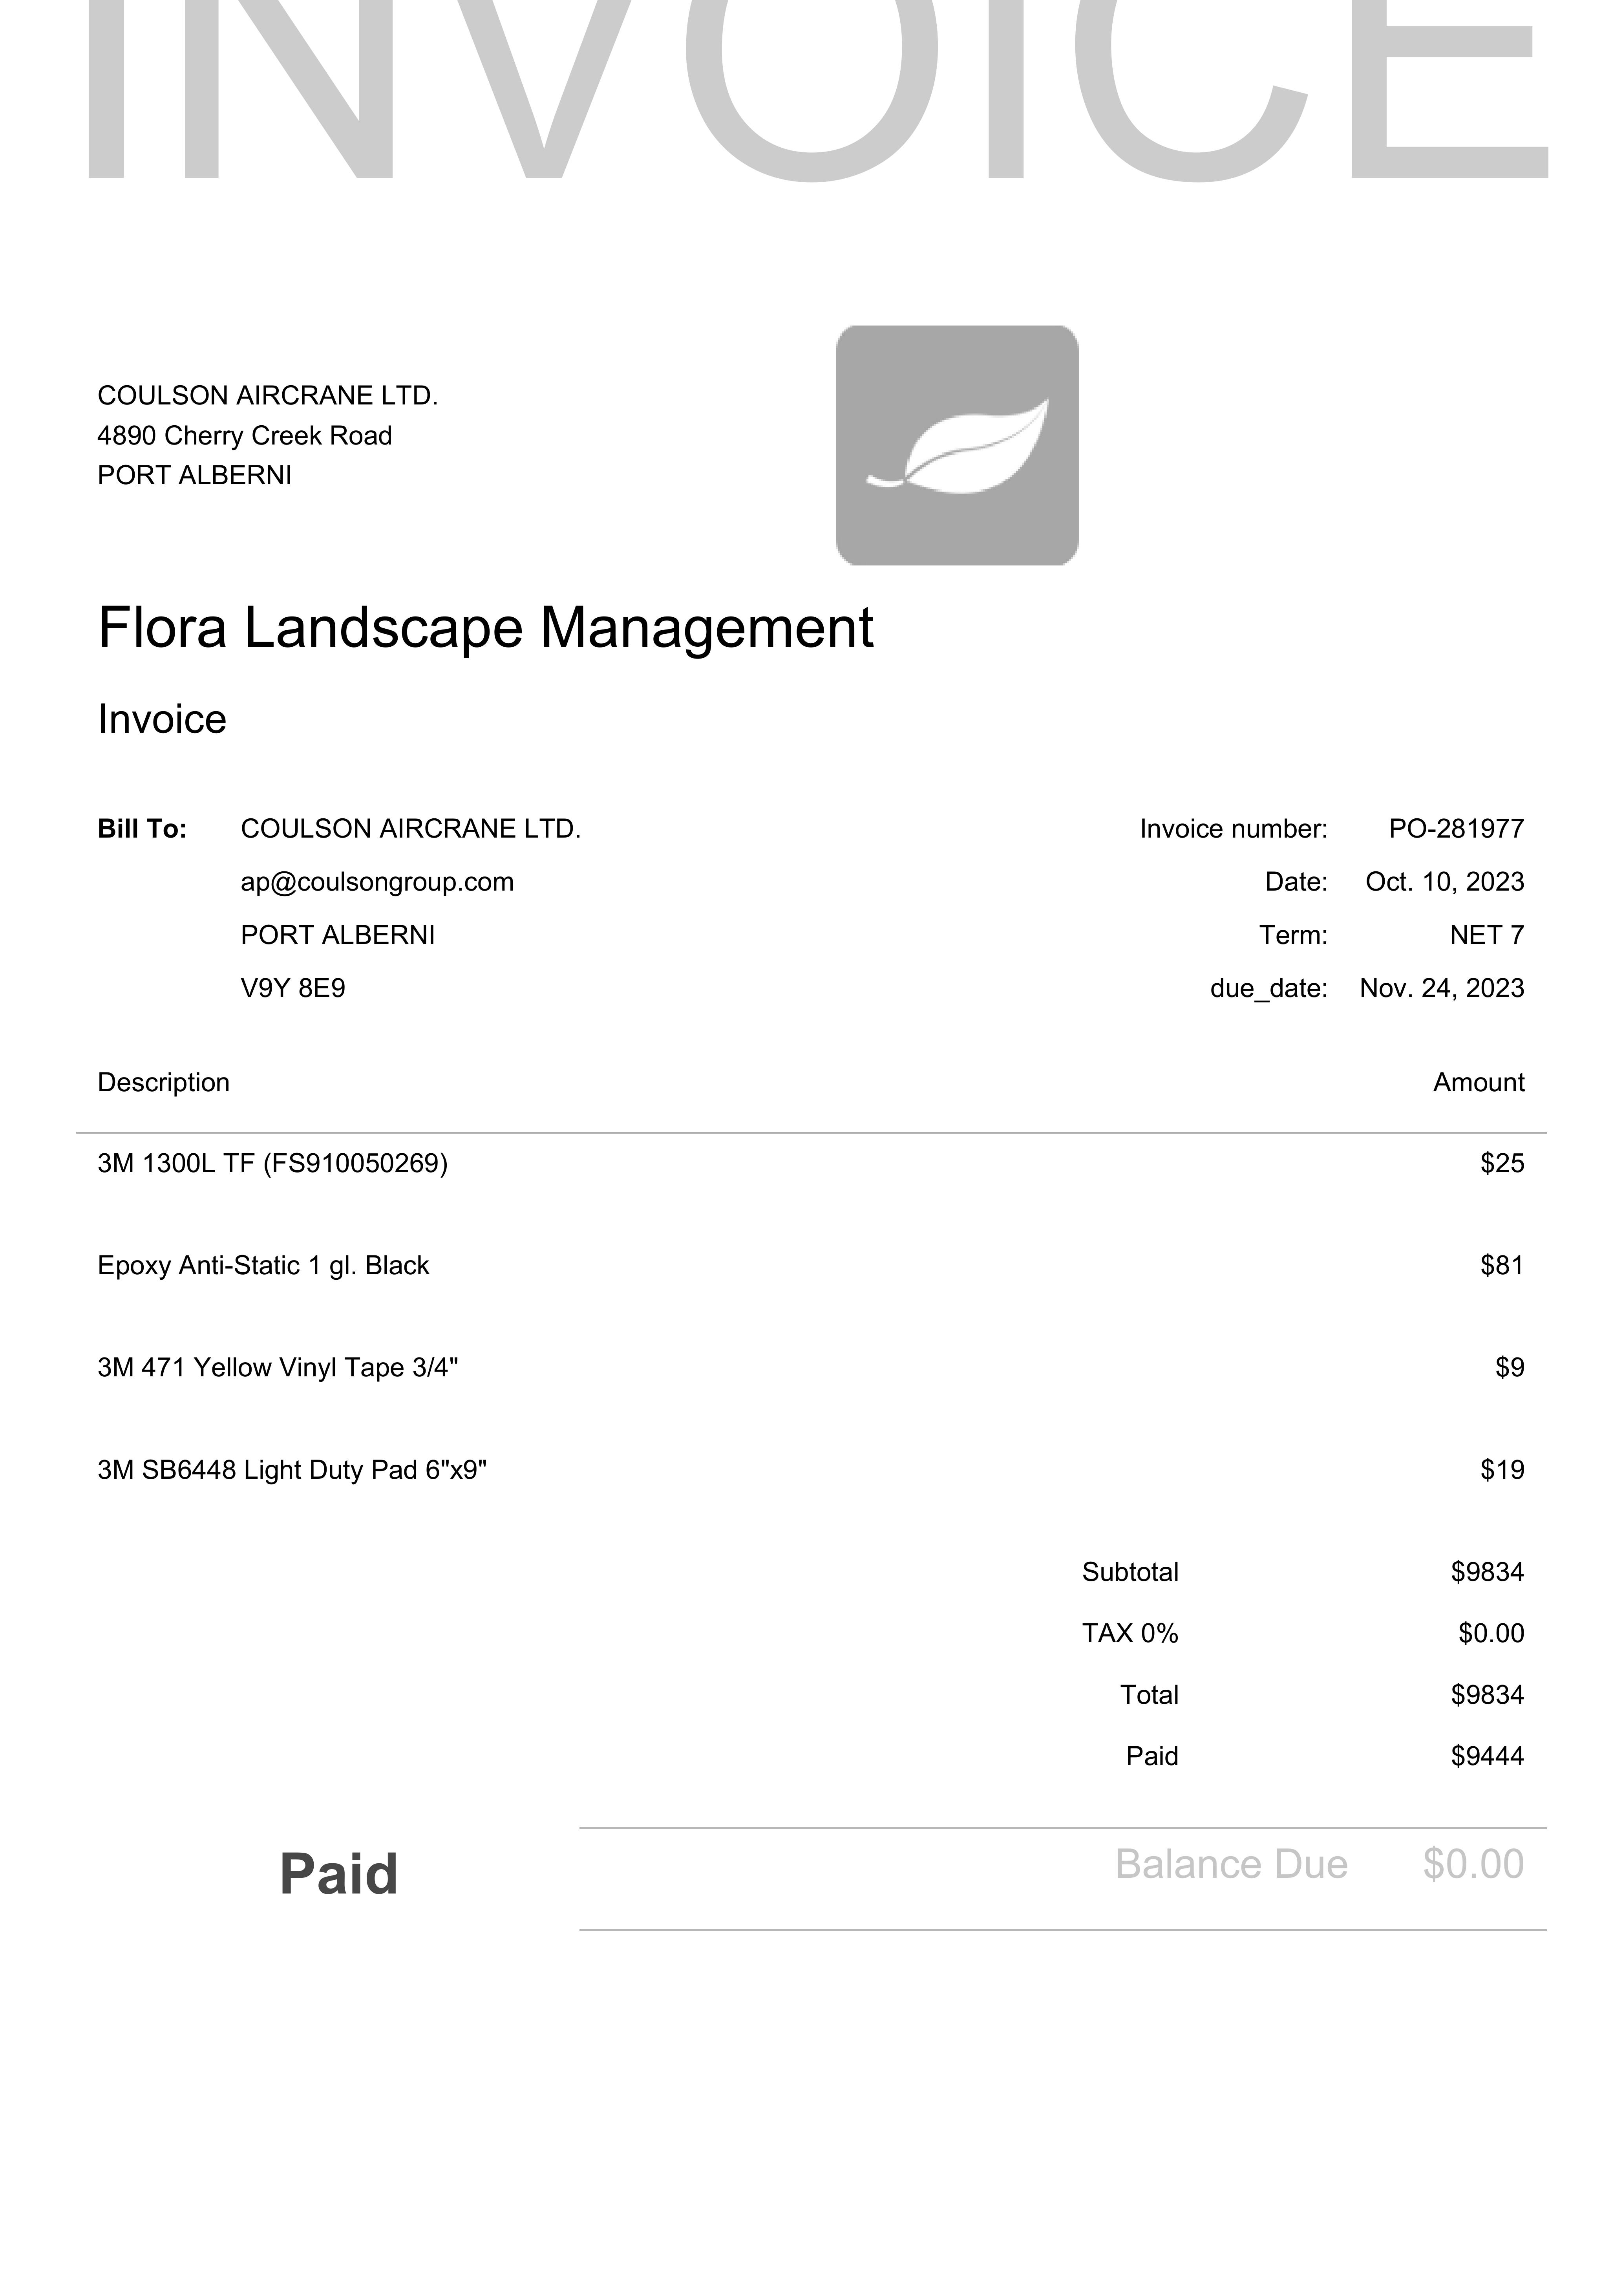 INVOICE
COULSON AIRCRANE LTD.
4890 Cherry Creek Road
PORT ALBERNI
Flora Landscape Management
Invoice
Bill To: COULSON AIRCRANE LTD. Invoice number: PO-281977
ap@coulsongroup.com Date: Oct. 10, 2023
PORT ALBERNI Term: NET 7
V9Y 8E9 due_date: Nov. 24, 2023
Description Amount
3M 1300L TF (FS910050269) $25
Epoxy Anti-Static 1 gl. Black $81
3M 471 Yellow Vinyl Tape 3/4" $9
3M SB6448 Light Duty Pad 6"x9" $19
Subtotal $9834
TAX 0% $0.00
Total $9834
Paid $9444
Paid Balance Due $0.00